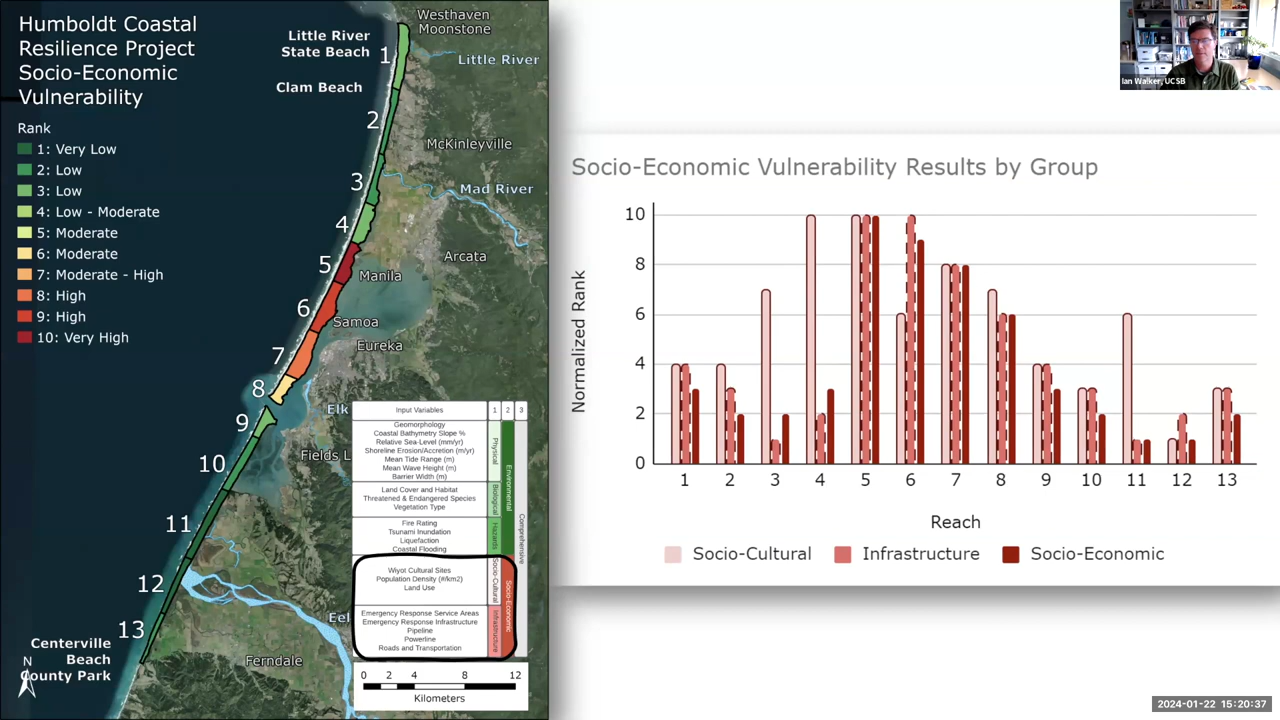 Humboldt Coastal
Resilience Project
Socio-Economic
Vulnerability
Rank
1: Very Low
2: Low
3: Low
4: Low - Moderate
5: Moderate
6: Moderate
7: Moderate - High
8: High
9: High
10: Very High
Westhaven
Moonstone
Little River
State Beach
1
Little River
Clam Beach
2
McKinleyville
3
Mad River
4
Arcata
5
Manila
6
Samoa
Eureka
7
8
Elk
9
Fields L
10
11
12
Eel
13
Centerville
Beach
County Park
Ferndale
N
Input Variables
1
2
3
Geomorphology
Coastal Bathymetry Slope %
Relative Sea-Level (mm/yr)
Shoreline Erosion/Accretion (m/yr)
Mean Tide Range (m)
Mean Wave Height (m)
Barrier Width (m)
Physical
Land Cover and Habitat
Threatened & Endangered Species
Vegetation Type
Biological
Fire Rating
Tsunami Inundation
Liquefaction
Coastal Flooding
Hazards
Environmental
Wiyot Cultural Sites
Population Density (#/km2)
Land Use
Socio-Cultural
Emergency Response Service Areas
Emergency Response Infrastructure
Pipeline
Powerline
Roads and Transportation
Infrastructure
Socio-Economic
Comprehensive
0 2 4 8 12
Kilometers
Ian Walker, UCSB
Socio-Economic Vulnerability Results by Group
Normalized Rank
10
8
6
4
2
0
1 2 3 4 5 6 7 8 9 10 11 12 13
Reach
Socio-Cultural Infrastructure Socio-Economic
2024-01-22 15:20:37